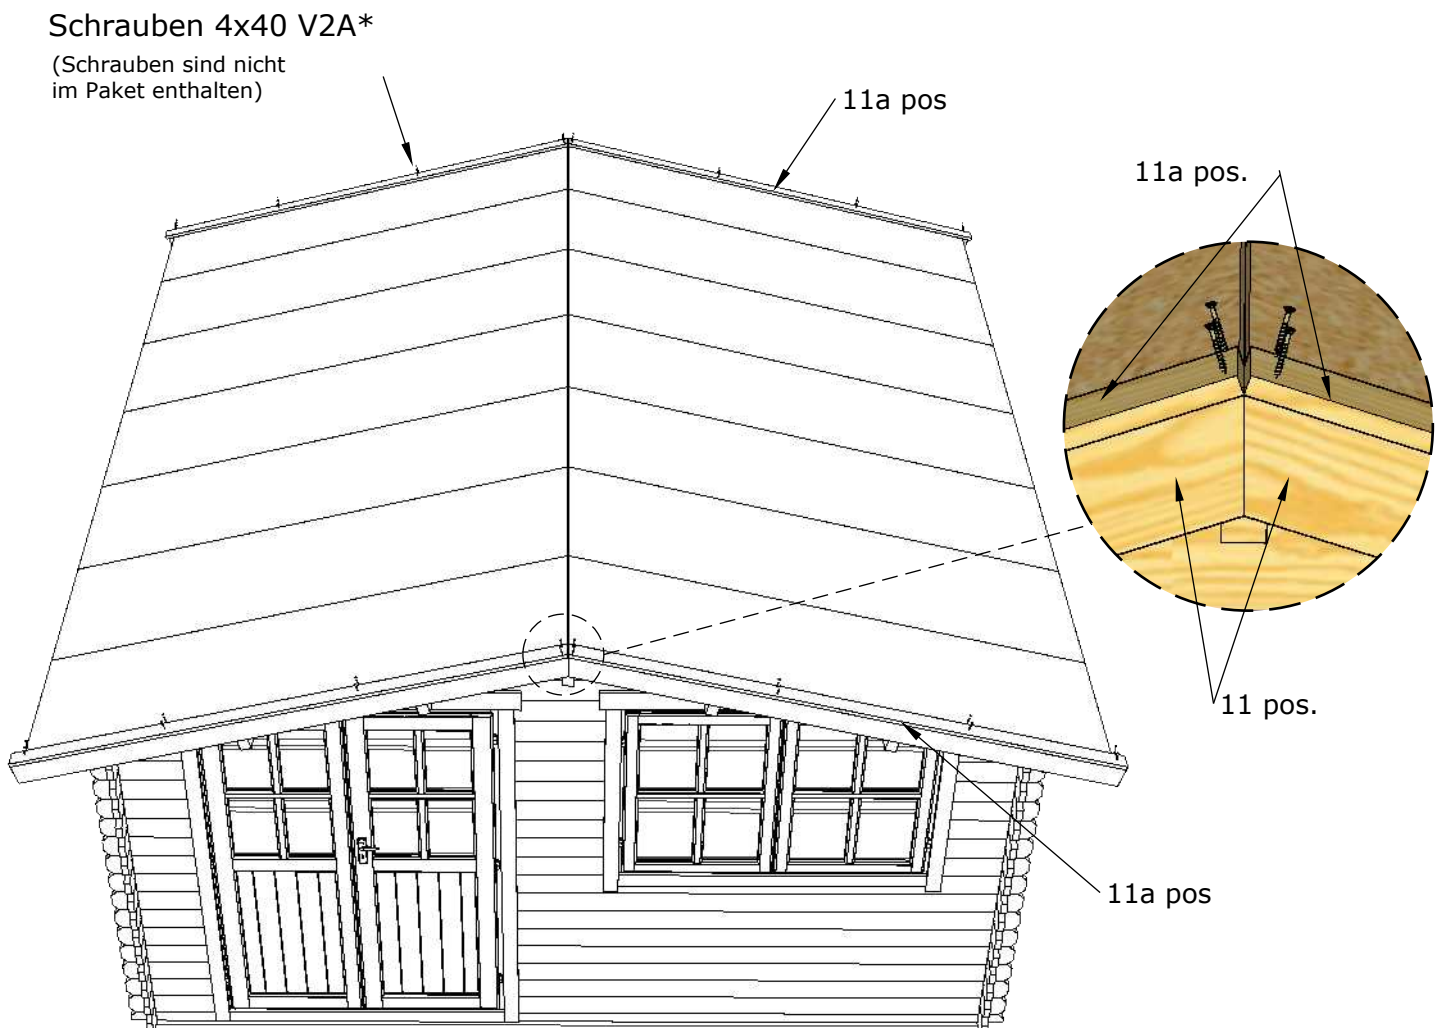 Schrauben 4x40 V2A*
(Schrauben sind nicht
im Paket enthalten)
11a pos
11a pos.
11 pos.
11a pos